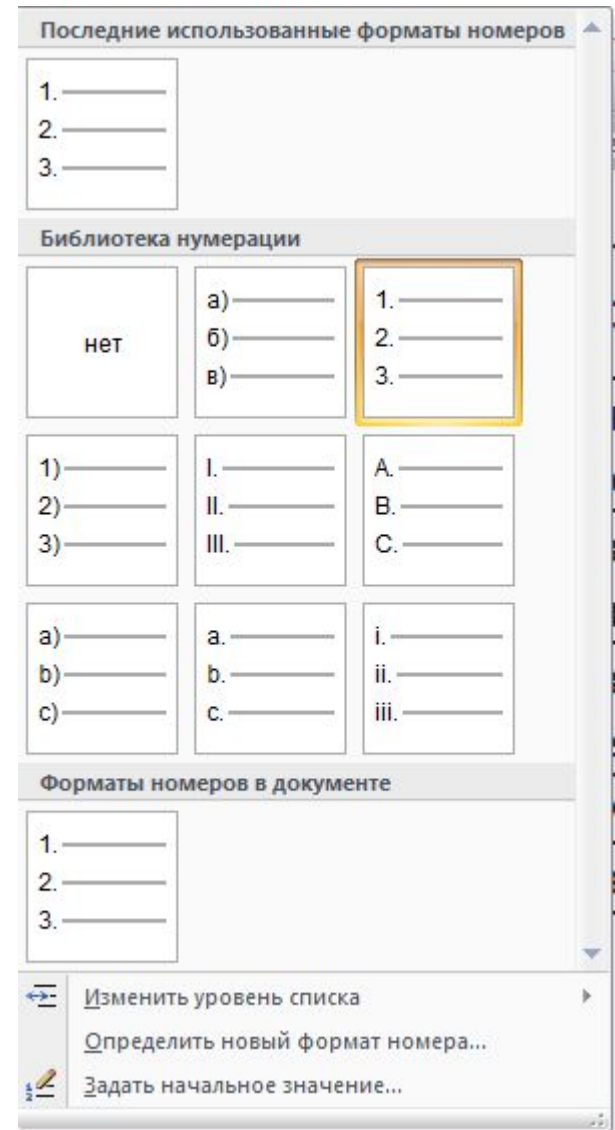 Последние использованные форматы номеров
1.
2.
3.
Библиотека нумерации
нет
а)
б)
в)
1.
2.
3.
1)
2)
3)
I.
II.
III.
A.
B.
C.
a)
b)
c)
a.
b.
c.
i.
ii.
iii.
Форматы номеров в документе
1.
2.
3.
Изменить уровень списка
Определить новый формат номера...
Задать начальное значение...